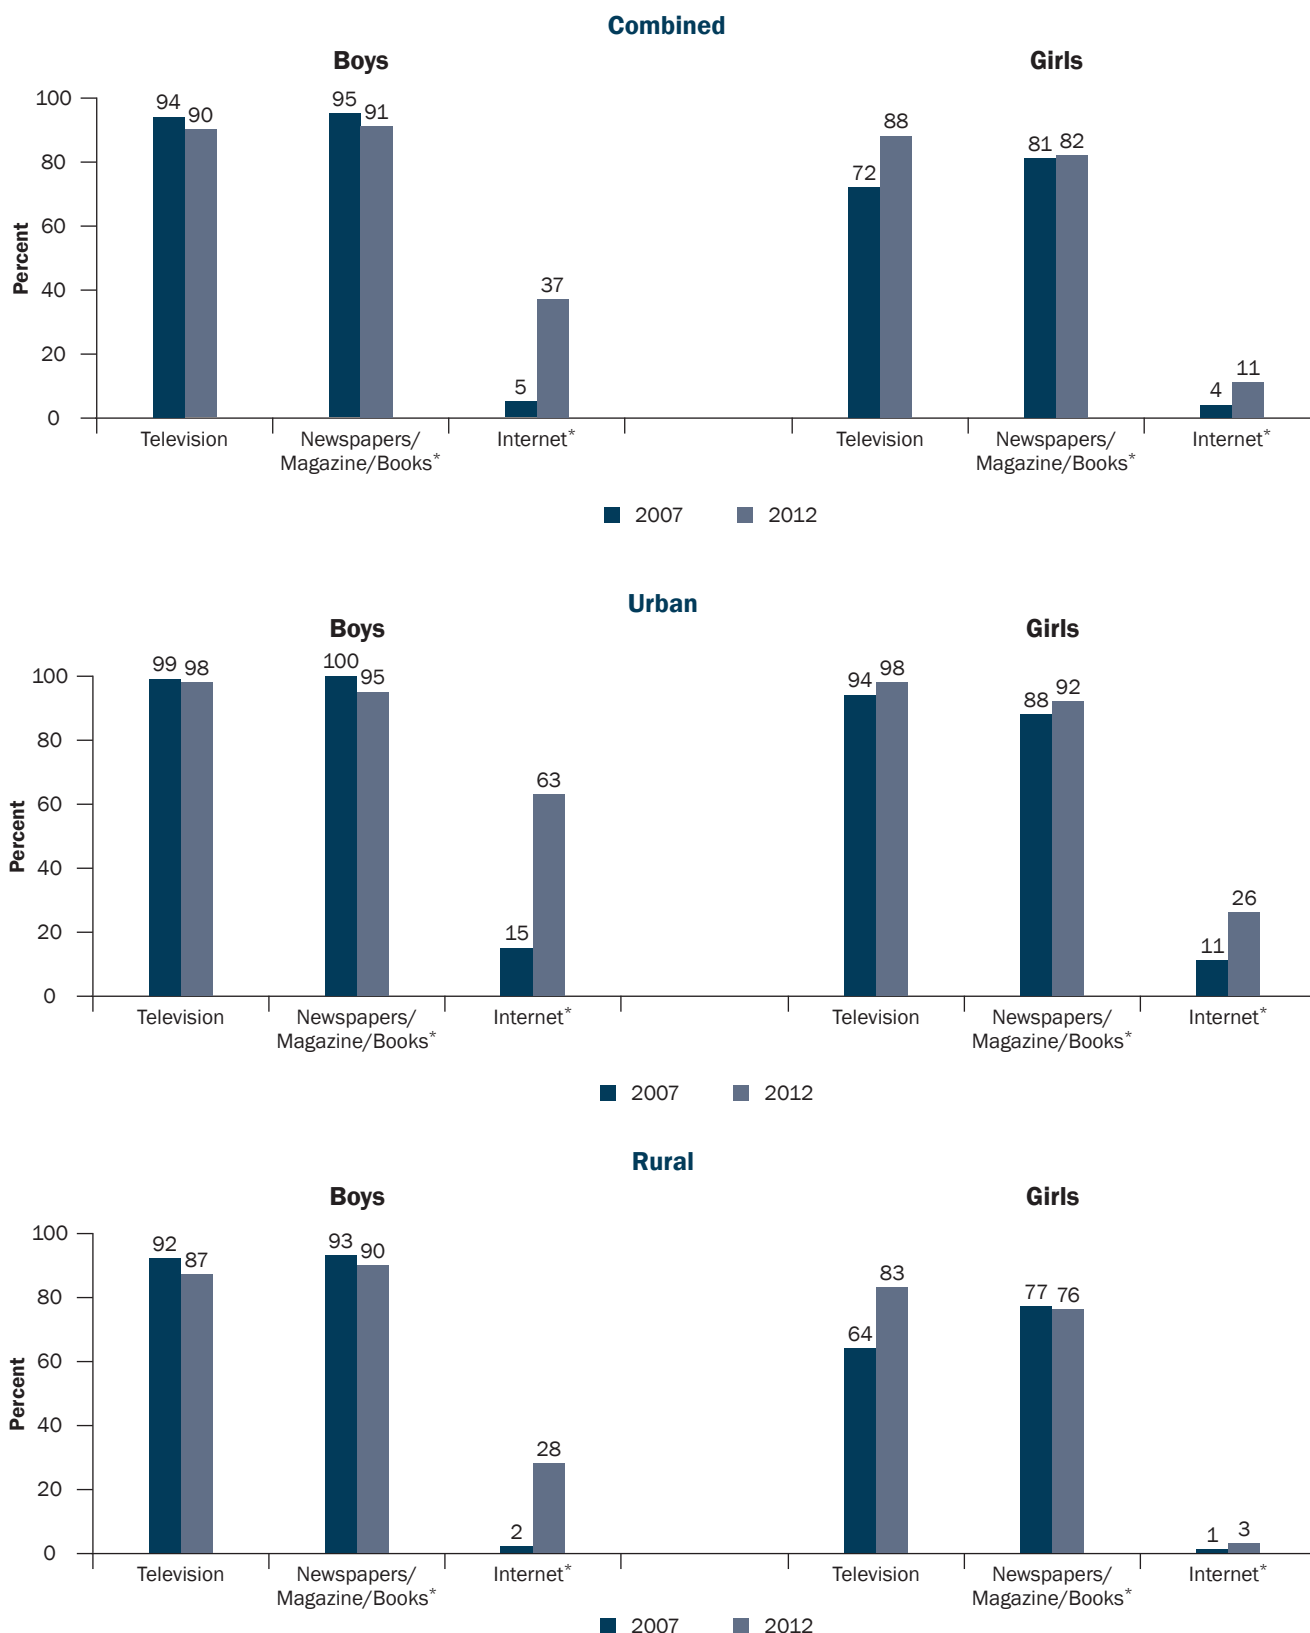 Combined
Boys
Girls
Percent
100
80
60
40
20
0
94 90
95 91
5 37
72 88
81 82
4 11
Television
Newspapers/
Magazine/Books*
Internet*
Television
Newspapers/
Magazine/Books*
Internet*
2007 2012
Urban
Boys
Girls
Percent
100
80
60
40
20
0
99 98
100 95
15 63
94 98
88 92
11 26
Television
Newspapers/
Magazine/Books*
Internet*
Television
Newspapers/
Magazine/Books*
Internet*
2007 2012
Rural
Boys
Girls
Percent
100
80
60
40
20
0
92 87
93 90
2 28
64 83
77 76
1 3
Television
Newspapers/
Magazine/Books*
Internet*
Television
Newspapers/
Magazine/Books*
Internet*
2007 2012